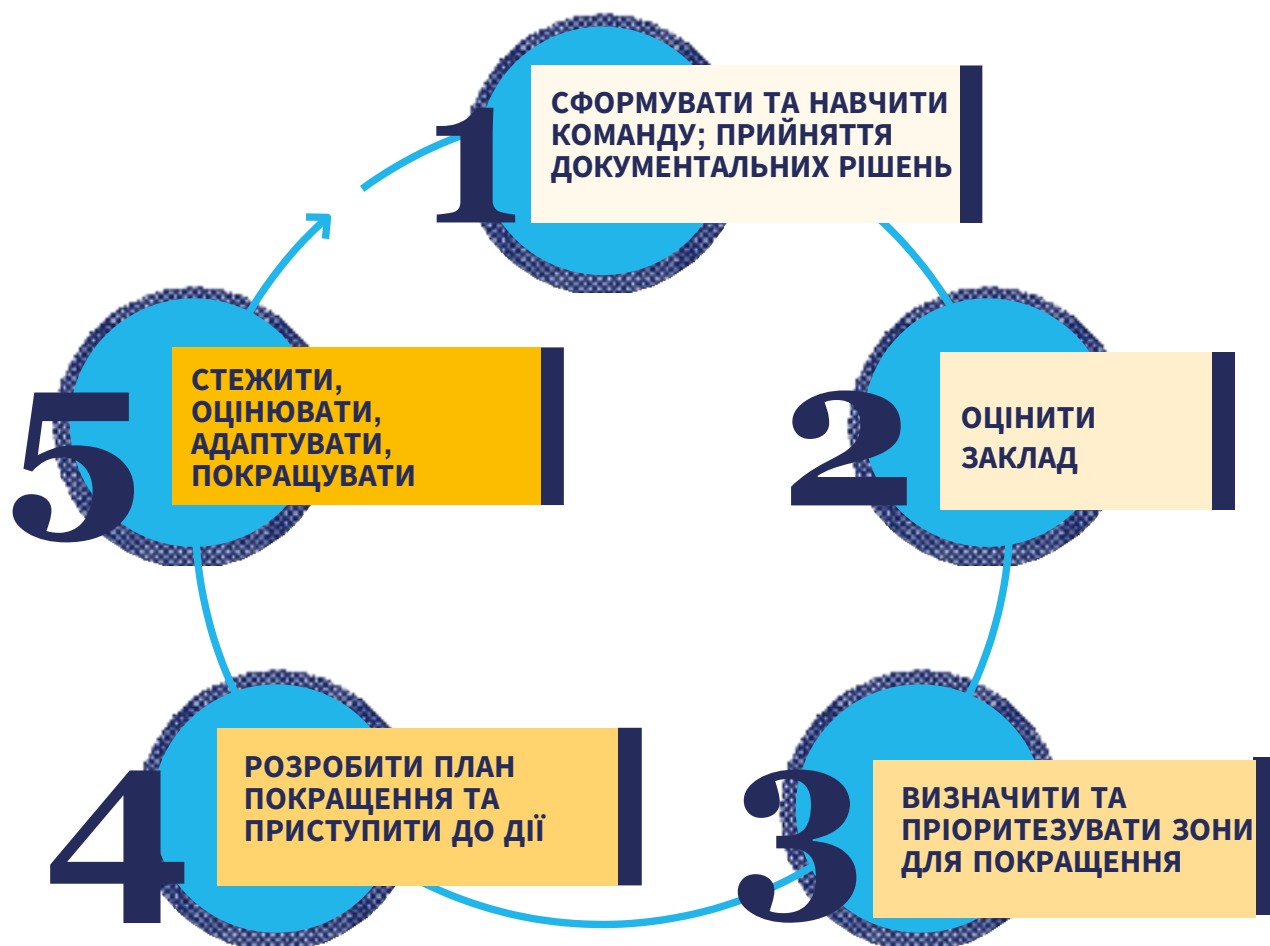 1
СФОРМУВАТИ ТА НАВЧИТИ
КОМАНДУ; ПРИЙНЯТТЯ
ДОКУМЕНТАЛЬНИХ РІШЕНЬ
2
ОЦІНИТИ
ЗАКЛАД
3
ВИЗНАЧИТИ ТА
ПРІОРИТЕЗУВАТИ ЗОНИ
ДЛЯ ПОКРАЩЕННЯ
4
РОЗРОБИТИ ПЛАН
ПОКРАЩЕННЯ ТА
ПРИСТУПИТИ ДО ДІЇ
5
СТЕЖИТИ,
ОЦІНЮВАТИ,
АДАПТУВАТИ,
ПОКРАЩУВАТИ